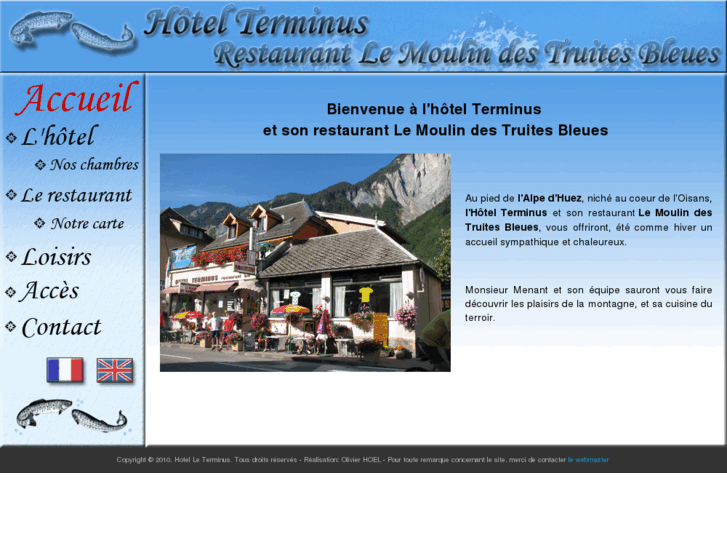 Hôtel Terminus
Restaurant Le Moulin des Truites Bleues
Accueil
L'hôtel
Nos chambres
Le restaurant
Notre carte
Loisirs
Accès
Contact
Bienvenue à l'hôtel Terminus
et son restaurant Le Moulin des Truites Bleues
HOTEL TERMINUS
Au pied de l'Alpe d'Huez, niché au coeur de l'Oisans,
l'Hôtel Terminus et son restaurant Le Moulin des
Truites Bleues, vous offriront, été comme hiver un
accueil sympathique et chaleureux.
Monsieur Menant et son équipe sauront vous faire
découvrir les plaisirs de la montagne, et sa cuisine du
terroir.
Copyright © 2010, Hotel Le Terminus. Tous droits réservés - Réalisation: Olivier HOEL - Pour toute remarque concernant le site, merci de contacter le webmaster